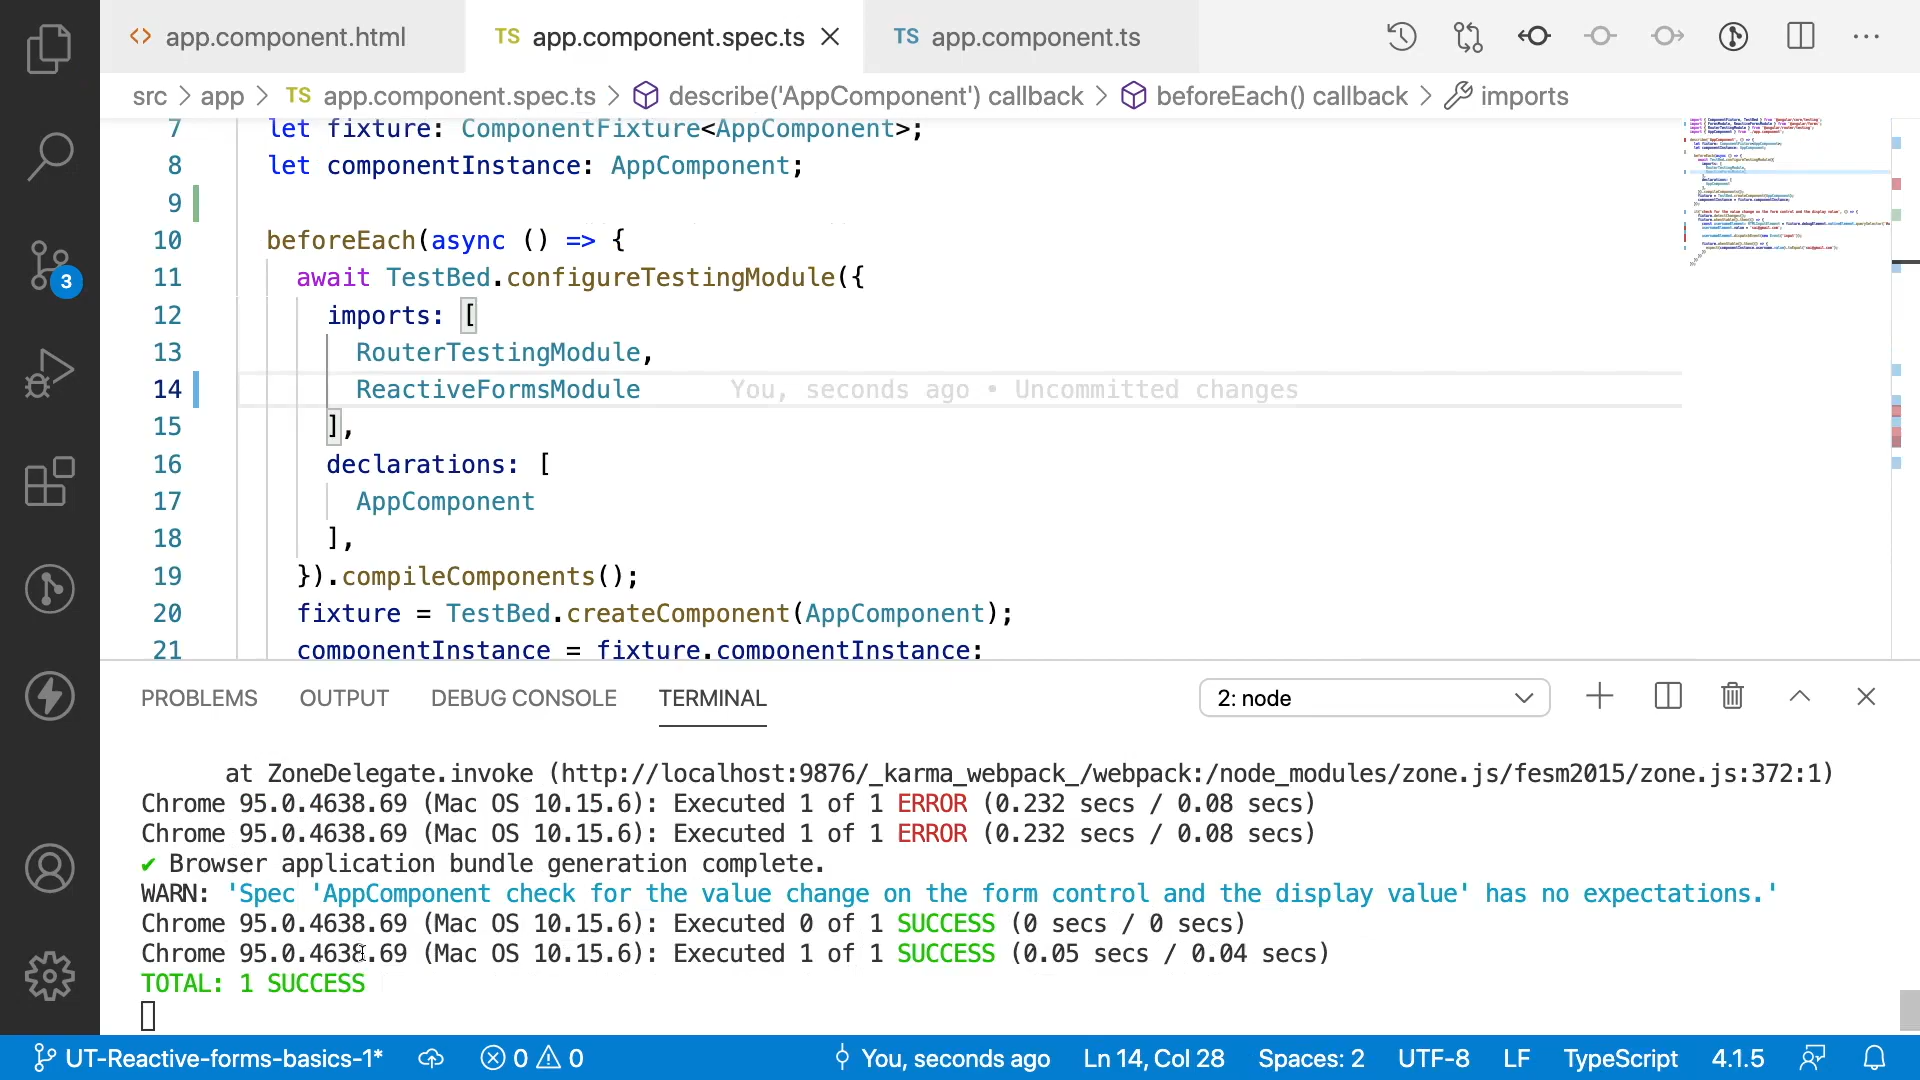 <> app.component.html
TS app.component.spec.ts
TS app.component.ts
src > app > TS app.component.spec.ts > describe('AppComponent') callback > beforeEach() callback > imports
7 let fixture: ComponentFixture<AppComponent>;
8 let componentInstance: AppComponent;
9
10 beforeEach(async () => {
11 await TestBed.configureTestingModule({
12 imports: [
13 RouterTestingModule,
14 ReactiveFormsModule You, seconds ago • Uncommitted changes
15 ],
16 declarations: [
17 AppComponent
18 ],
19 }).compileComponents();
20 fixture = TestBed.createComponent(AppComponent);
21 componentInstance = fixture.componentInstance;
3
PROBLEMS OUTPUT DEBUG CONSOLE TERMINAL 2: node
at ZoneDelegate.invoke (http://localhost:9876/_karma_webpack_/webpack:/node_modules/zone.js/fesm2015/zone.js:372:1)
Chrome 95.0.4638.69 (Mac OS 10.15.6): Executed 1 of 1 ERROR (0.232 secs / 0.08 secs)
Chrome 95.0.4638.69 (Mac OS 10.15.6): Executed 1 of 1 ERROR (0.232 secs / 0.08 secs)
✔ Browser application bundle generation complete.
WARN: 'Spec 'AppComponent check for the value change on the form control and the display value' has no expectations.'
Chrome 95.0.4638.69 (Mac OS 10.15.6): Executed 0 of 1 SUCCESS (0 secs / 0 secs)
Chrome 95.0.4638.69 (Mac OS 10.15.6): Executed 1 of 1 SUCCESS (0.05 secs / 0.04 secs)
TOTAL: 1 SUCCESS
UT-Reactive-forms-basics-1* 0 0 You, seconds ago Ln 14, Col 28 Spaces: 2 UTF-8 LF TypeScript 4.1.5